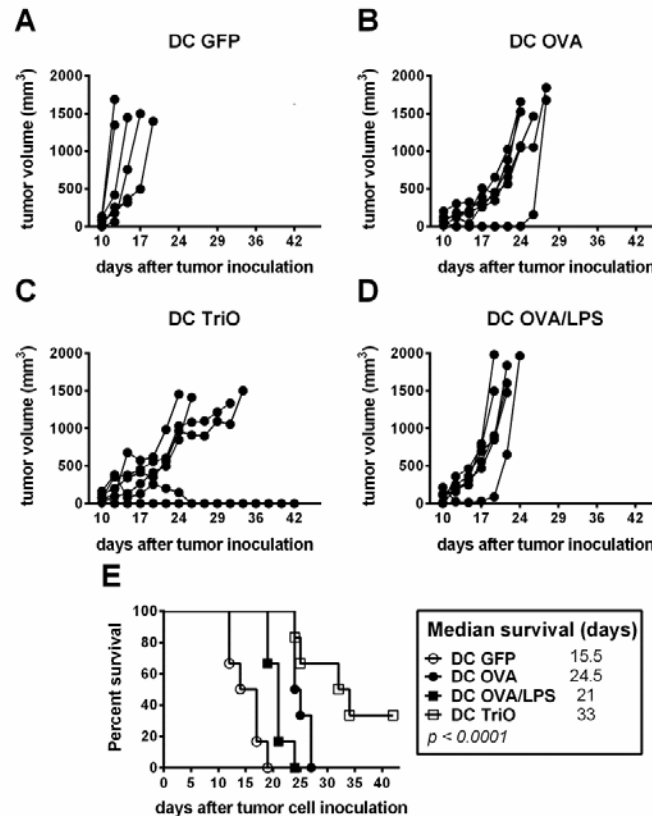 A
DC GFP
tumor volume (mm³)
2000
1500
1000
500
0
10 17 24 29 36 42
days after tumor inoculation
B
DC OVA
tumor volume (mm³)
2000
1500
1000
500
0
10 17 24 29 36 42
days after tumor inoculation
C
DC TriO
tumor volume (mm³)
2000
1500
1000
500
0
10 17 24 29 36 42
days after tumor inoculation
D
DC OVA/LPS
tumor volume (mm³)
2000
1500
1000
500
0
10 17 24 29 36 42
days after tumor inoculation
E
Percent survival
100
80
60
40
20
0
0 5 10 15 20 25 30 35 40
days after tumor cell inoculation
Median survival (days)
DC GFP 15.5
DC OVA 24.5
DC OVA/LPS 21
DC TriO 33
p < 0.0001